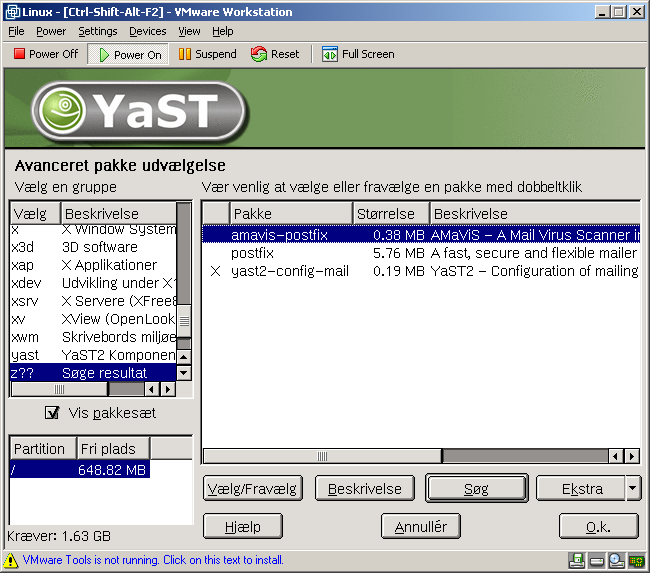 Linux - [Ctrl-Shift-Alt-F2] - VMware Workstation
File Power Settings Devices View Help
Power Off Power On Suspend Reset Full Screen
YaST
Avanceret pakke udvælgelse
Vælg en gruppe
Vælg Beskrivelse
x X Window System
x3d 3D software
xap X Applikationer
xdev Udvikling under X1
xsrv X Servere (XFree8
xv XView (OpenLook
xwm Skrivebords miljøe
yast YaST2 Komponen
z?? Søge resultat
Vis pakkesæt
Partition Fri plads
/ 648.82 MB
Kræver: 1.63 GB
Vær venlig at vælge eller fravælge en pakke med dobbeltklik
Pakke Størrelse Beskrivelse
amavis-postfix 0.38 MB AMaViS - A Mail Virus Scanner in
postfix 5.76 MB A fast, secure and flexible mailer
X yast2-config-mail 0.19 MB YaST2 - Configuration of mailing
Vælg/Fravælg Beskrivelse Søg Ekstra
Hjælp Annullér O.k.
VMware Tools is not running. Click on this text to install.